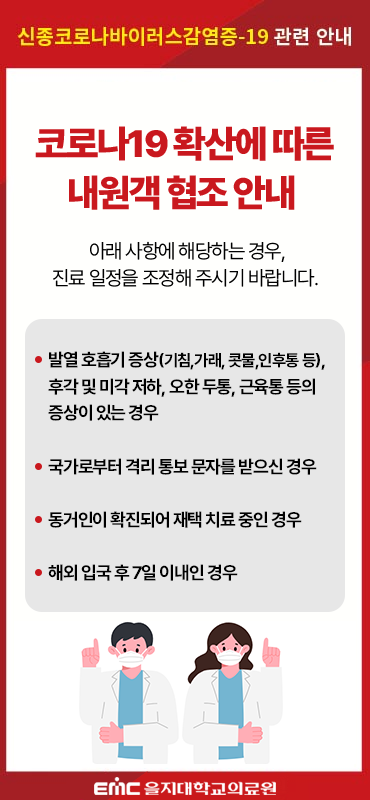 신종코로나바이러스감염증-19 관련 안내
코로나19 확산에 따른
내원객 협조 안내
아래 사항에 해당하는 경우,
진료 일정을 조정해 주시기 바랍니다.
• 발열 호흡기 증상(기침,가래, 콧물,인후통 등),
후각 및 미각 저하, 오한 두통, 근육통 등의
증상이 있는 경우
• 국가로부터 격리 통보 문자를 받으신 경우
• 동거인이 확진되어 재택 치료 중인 경우
• 해외 입국 후 7일 이내인 경우
EMC 을지대학교의료원